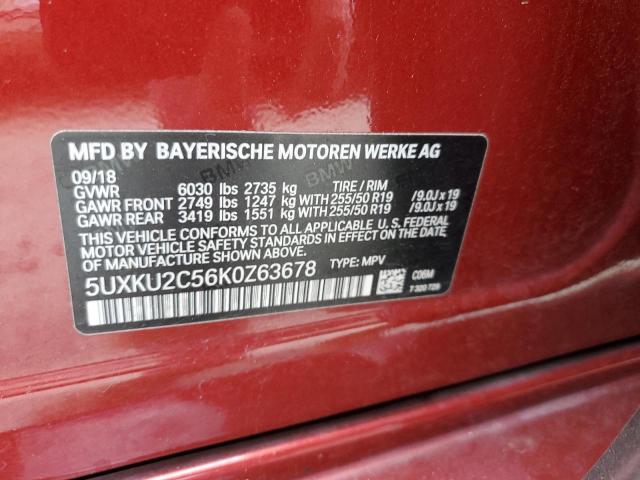 MFD BY BAYERISCHE MOTOREN WERKE AG
09/18
GVWR 6030 lbs 2735 kg TIRE / RIM
GAWR FRONT 2749 lbs 1247 kg WITH 255/50 R19 /9.0J x 19
GAWR REAR 3419 lbs 1551 kg WITH 255/50 R19 /9.0J x 19
THIS VEHICLE CONFORMS TO ALL APPLICABLE U.S. FEDERAL
MOTOR VEHICLE SAFETY STANDARDS IN EFFECT ON THE DATE
OF MANUFACTURE SHOWN ABOVE.
5UXKU2C56K0Z63678 TYPE: MPV
C06M
7 320 728